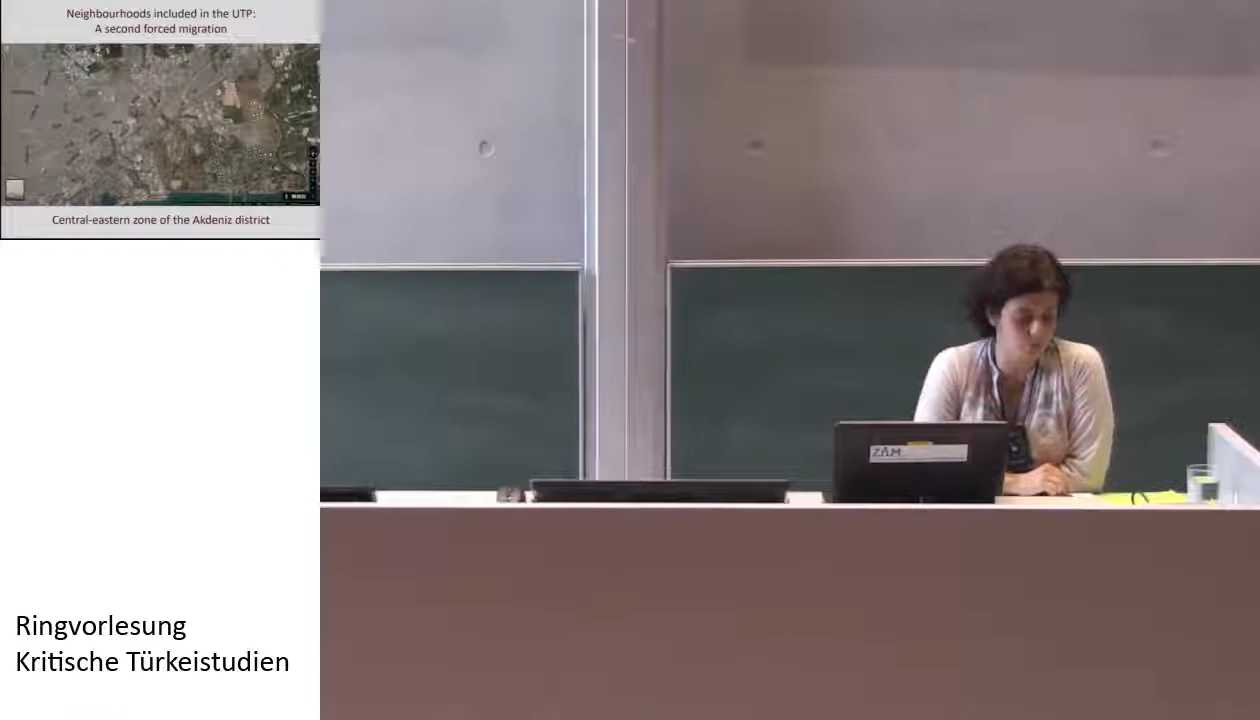 Neighbourhoods included in the UTP:
A second forced migration
Central-eastern zone of the Akdeniz district
ZAM
Ringvorlesung
Kritische Türkeistudien